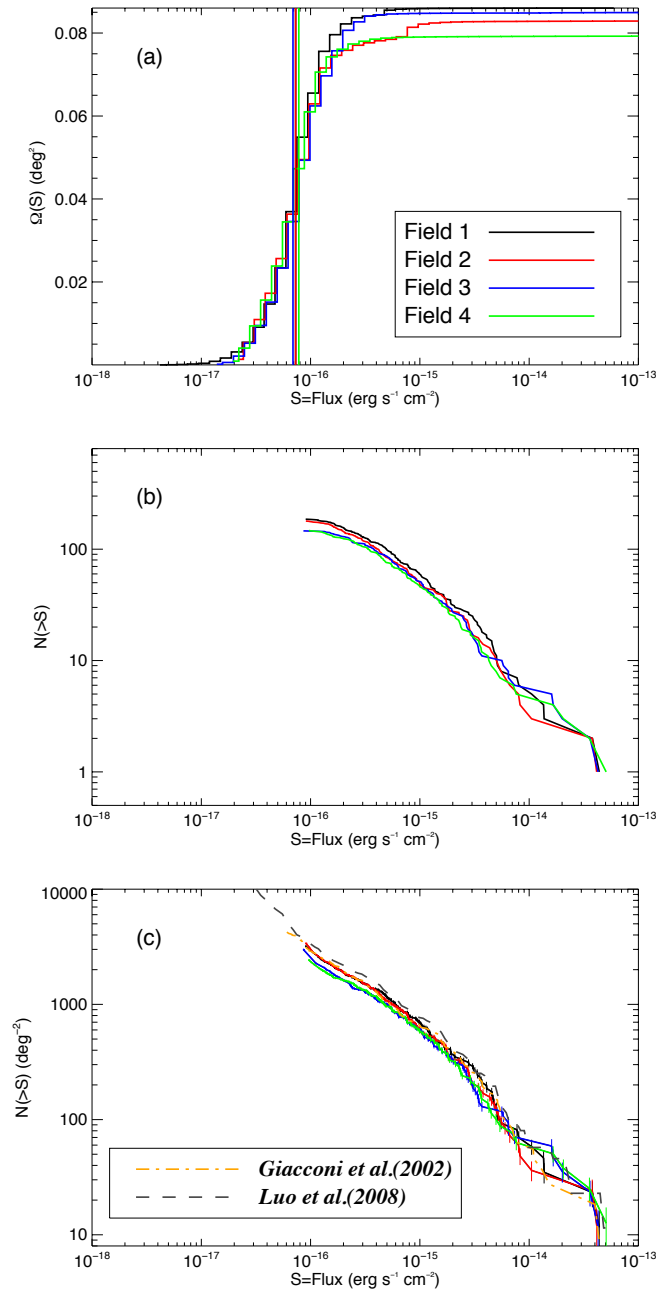 (a)
0.08
0.06
0.04
0.02
Ω(S) (deg²)
Field 1
Field 2
Field 3
Field 4
10⁻¹⁸ 10⁻¹⁷ 10⁻¹⁶ 10⁻¹⁵ 10⁻¹⁴ 10⁻¹³
S=Flux (erg s⁻¹ cm⁻²)
(b)
100
10
1
N(>S)
10⁻¹⁸ 10⁻¹⁷ 10⁻¹⁶ 10⁻¹⁵ 10⁻¹⁴ 10⁻¹³
S=Flux (erg s⁻¹ cm⁻²)
(c)
10000
1000
100
10
N(>S) (deg⁻²)
Giacconi et al.(2002)
Luo et al.(2008)
10⁻¹⁸ 10⁻¹⁷ 10⁻¹⁶ 10⁻¹⁵ 10⁻¹⁴ 10⁻¹³
S=Flux (erg s⁻¹ cm⁻²)